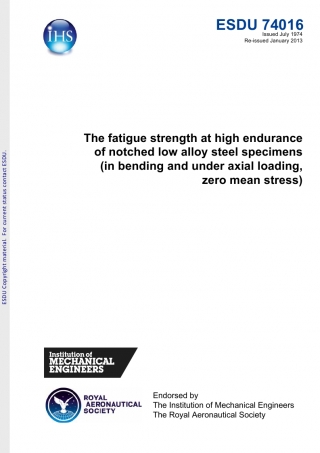 IHS
ESDU 74016
Issued July 1974
Re-issued January 2013
The fatigue strength at high endurance
of notched low alloy steel specimens
(in bending and under axial loading,
zero mean stress)
ESDU Copyright material. For current status contact ESDU.
Institution of
MECHANICAL
ENGINEERS
ROYAL
AERONAUTICAL
SOCIETY
Endorsed by
The Institution of Mechanical Engineers
The Royal Aeronautical Society